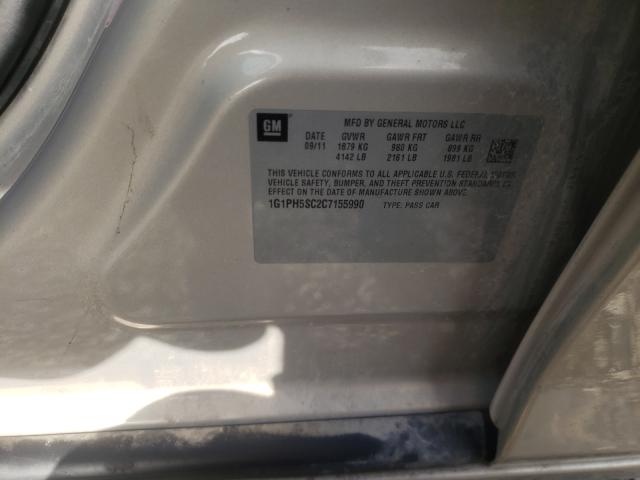 GM
MFD BY GENERAL MOTORS LLC
DATE GVWR GAWR FRT GAWR RR
09/11 1879 KG 980 KG 899 KG
4142 LB 2161 LB 1981 LB
THIS VEHICLE CONFORMS TO ALL APPLICABLE U.S. FEDERAL
VEHICLE SAFETY, BUMPER, AND THEFT PREVENTION STANDARDS IN
EFFECT ON THE DATE OF MANUFACTURE SHOWN ABOVE.
1G1PH5SC2C7155990 TYPE: PASS CAR